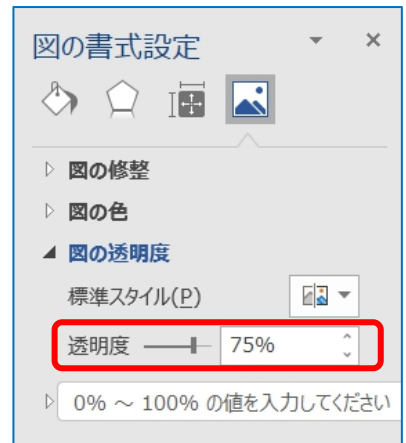 図の書式設定
図の修整
図の色
図の透明度
標準スタイル(P)
透明度 75%
0% ～ 100% の値を入力してください